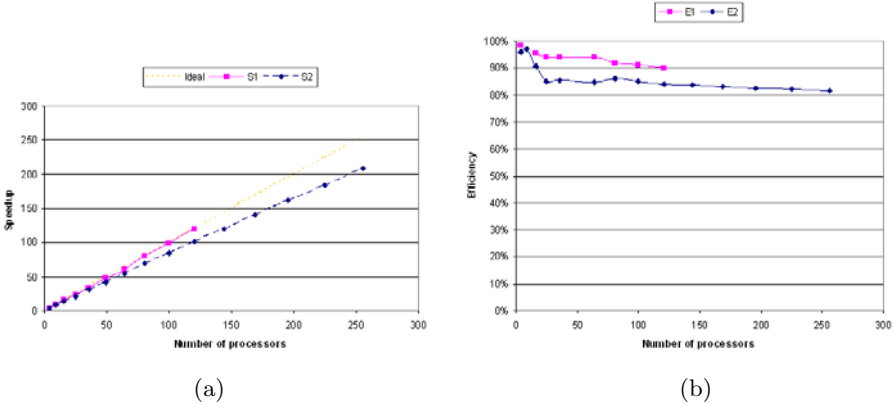 Ideal S1 S2
300
250
200
150
100
50
0
Speedup
0 50 100 150 200 250 300
Number of processors
(a)
E1 E2
100%
90%
80%
70%
60%
50%
40%
30%
20%
10%
0%
Efficiency
0 50 100 150 200 250 300
Number of processors
(b)